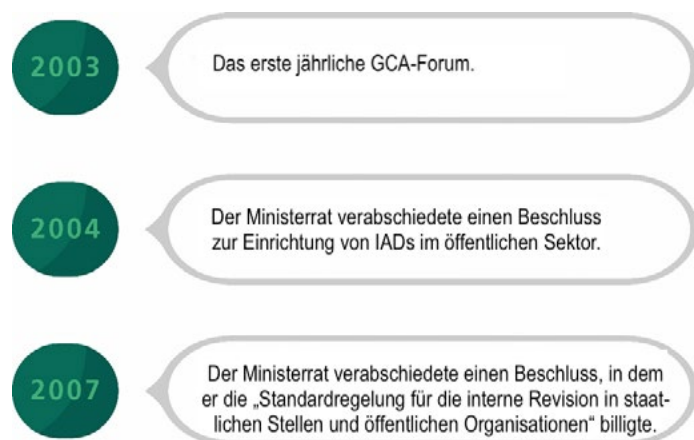 2003
Das erste jährliche GCA-Forum.
2004
Der Ministerrat verabschiedete einen Beschluss
zur Einrichtung von IADs im öffentlichen Sektor.
2007
Der Ministerrat verabschiedete einen Beschluss, in dem
er die „Standardregelung für die interne Revision in staat-
lichen Stellen und öffentlichen Organisationen“ billigte.